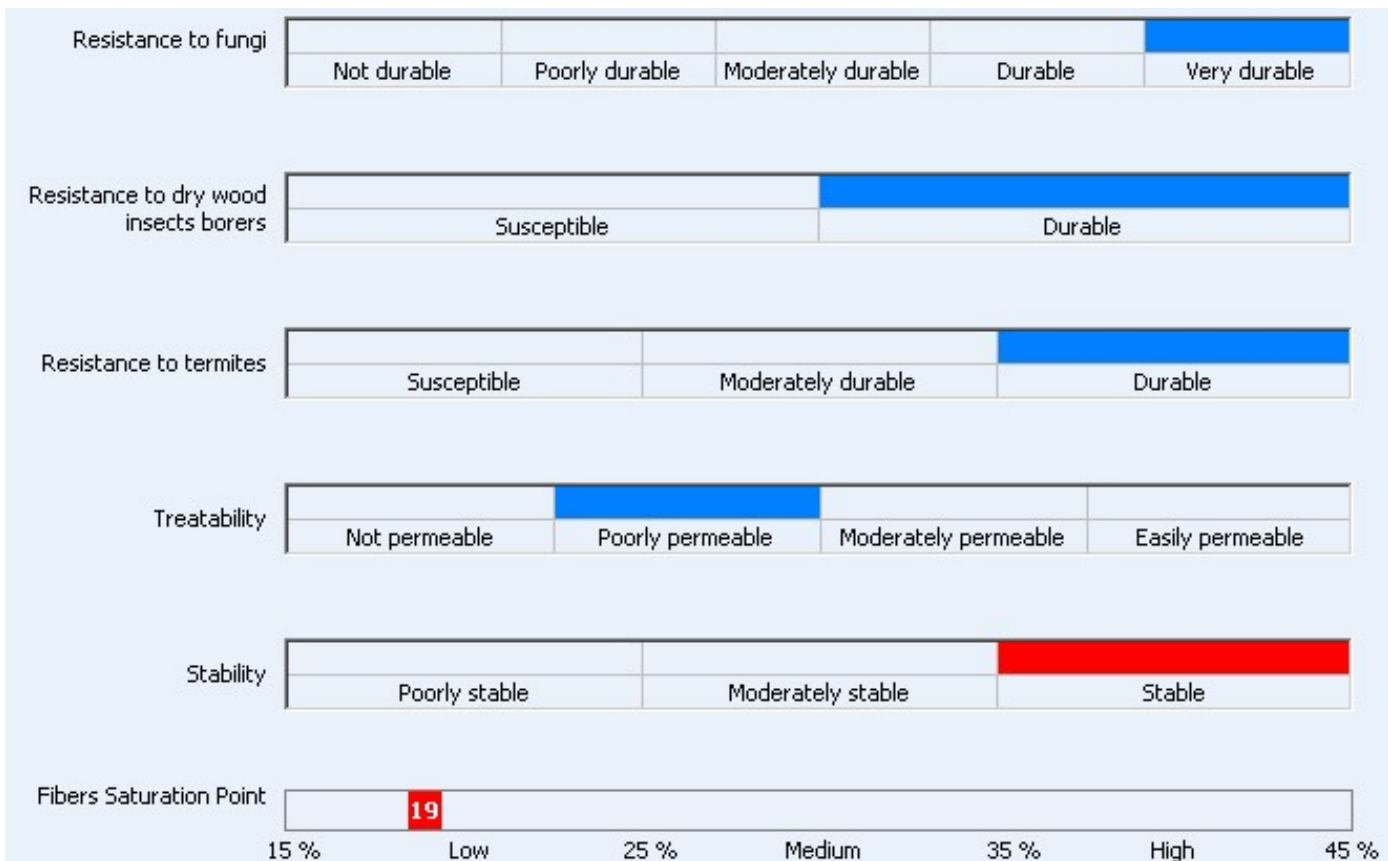 Resistance to fungi
Not durable Poorly durable Moderately durable Durable Very durable
Resistance to dry wood
insects borers
Susceptible Durable
Resistance to termites
Susceptible Moderately durable Durable
Treatability
Not permeable Poorly permeable Moderately permeable Easily permeable
Stability
Poorly stable Moderately stable Stable
Fibers Saturation Point
19
15 % Low 25 % Medium 35 % High 45 %